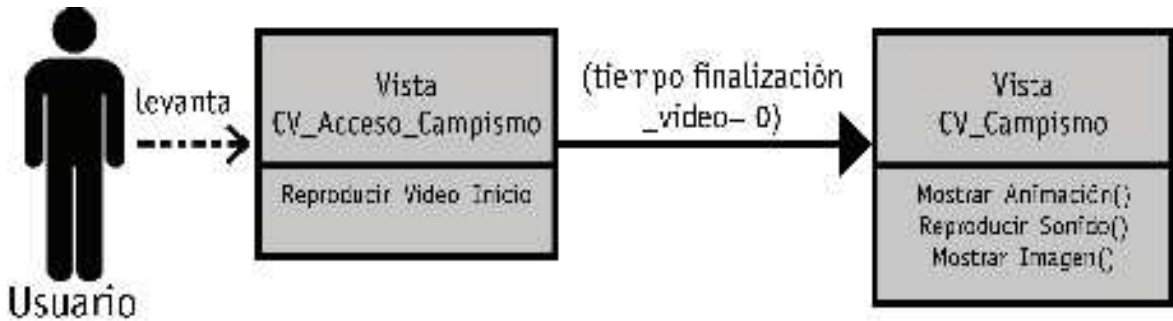 Usuario
levanta
Vista
CV_Acceso_Campismo
Reproducir Video Inicio
(tiempo finalización
_video= 0)
Vista
CV_Campismo
Mostrar Animación()
Reproducir Sonido()
Mostrar Imagen()